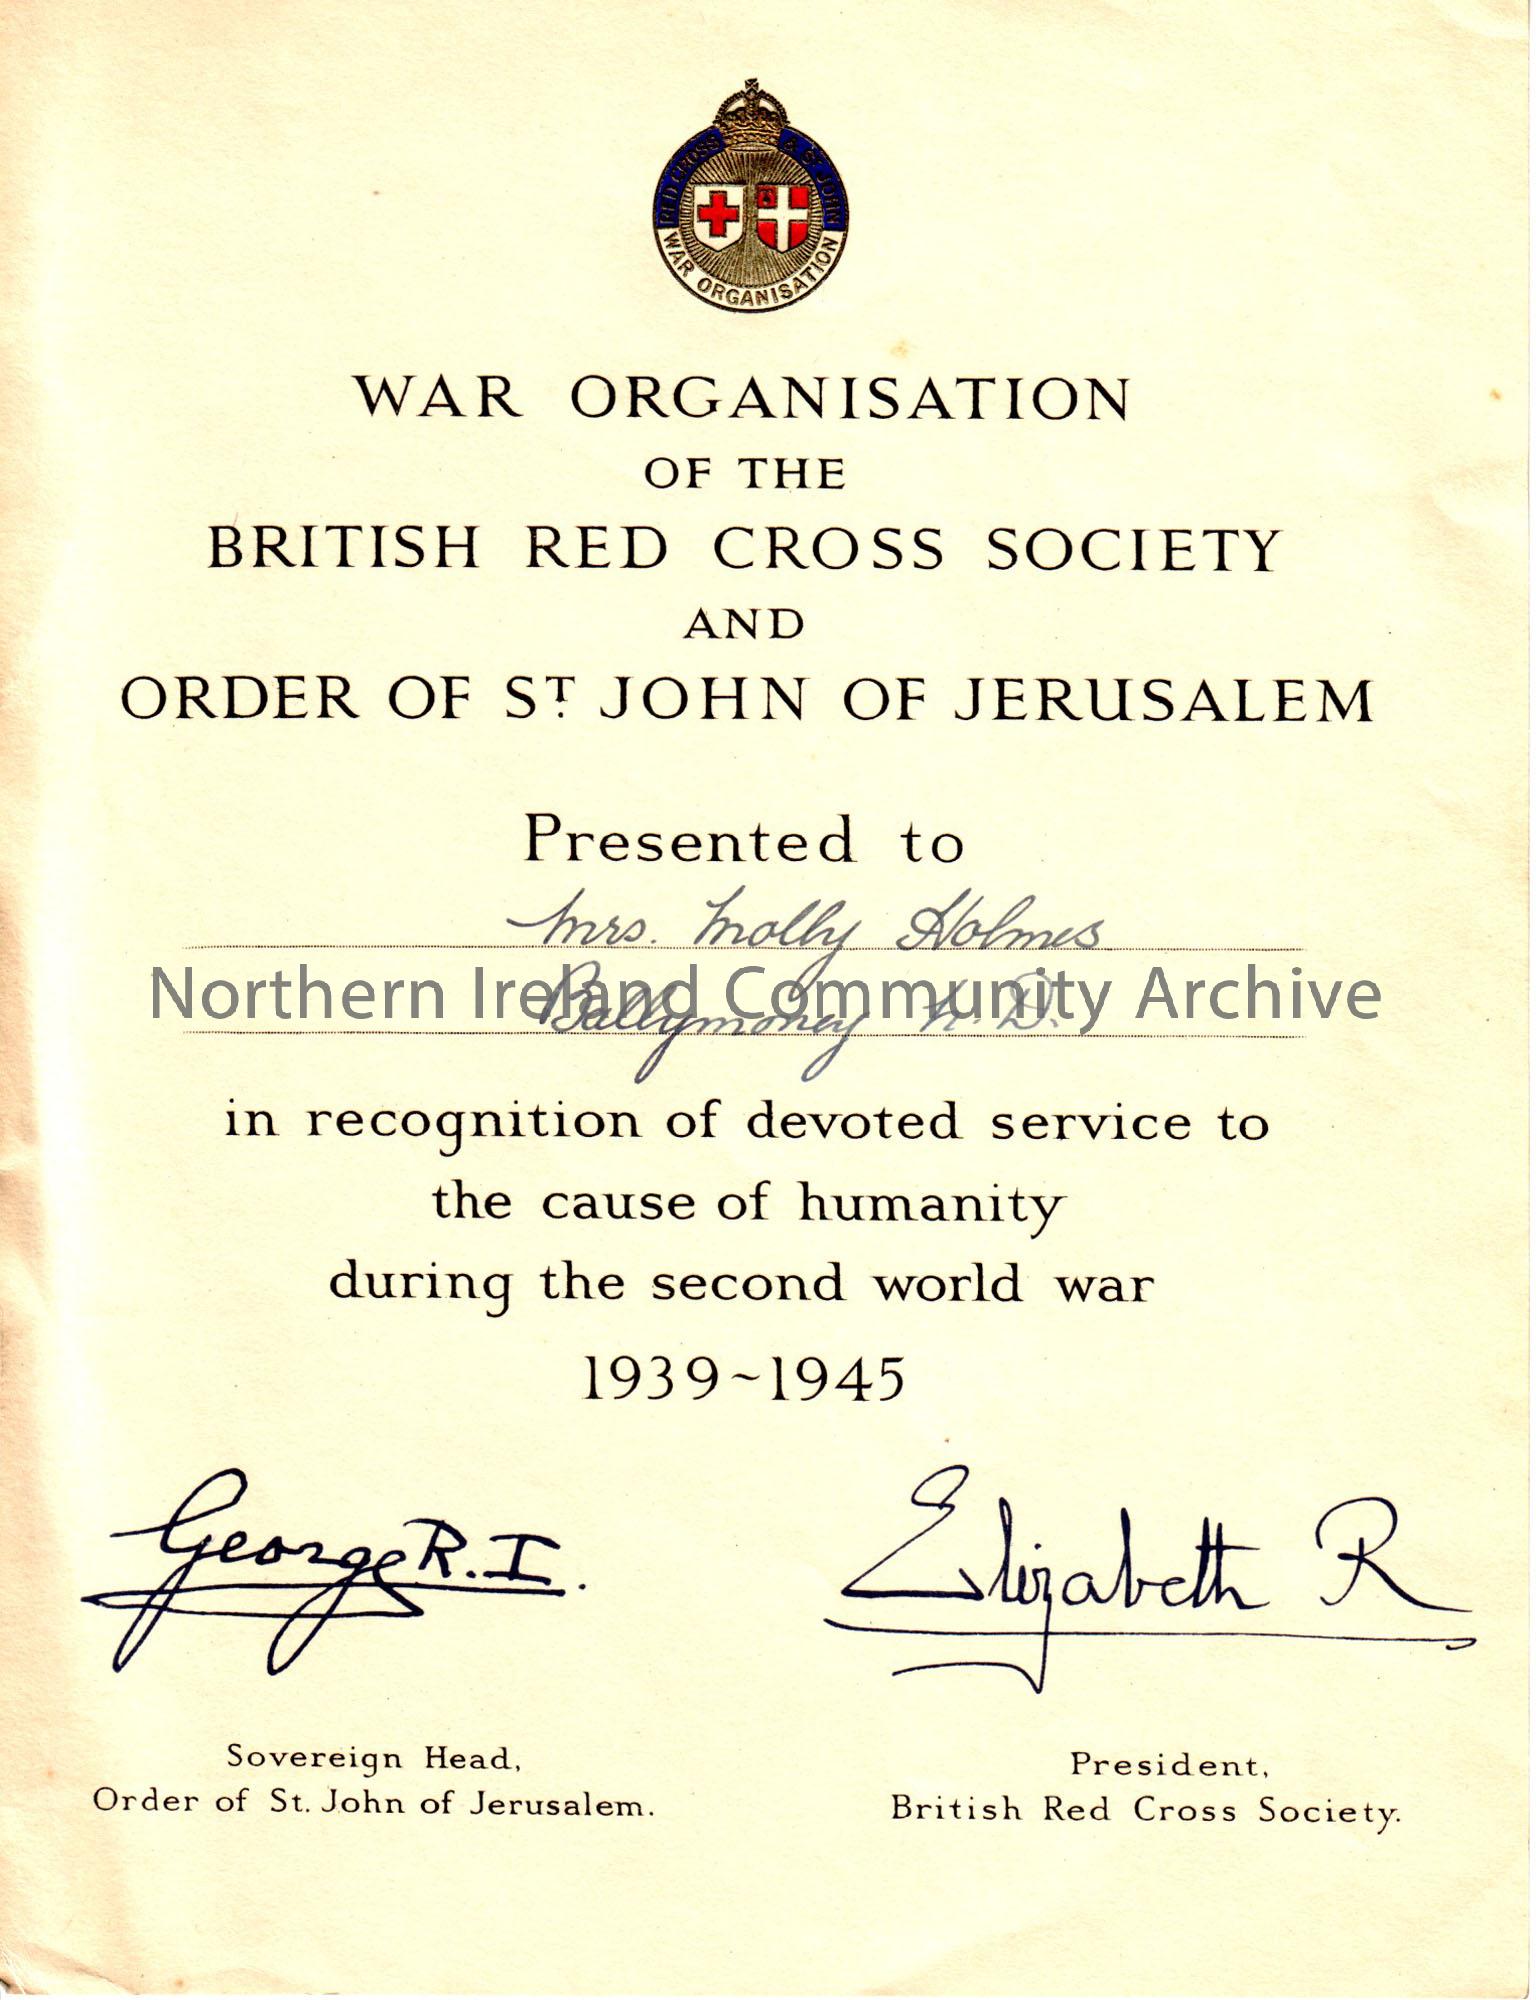 RED CROSS & ST JOHN
WAR ORGANISATION
WAR ORGANISATION
OF THE
BRITISH RED CROSS SOCIETY
AND
ORDER OF ST JOHN OF JERUSALEM
Presented to
Mrs. Molly Holmes
Northern Ireland Community Archive
Ballymoney
in recognition of devoted service to
the cause of humanity
during the second world war
1939~1945
George R.I.
Elizabeth R
Sovereign Head,
Order of St. John of Jerusalem.
President,
British Red Cross Society.